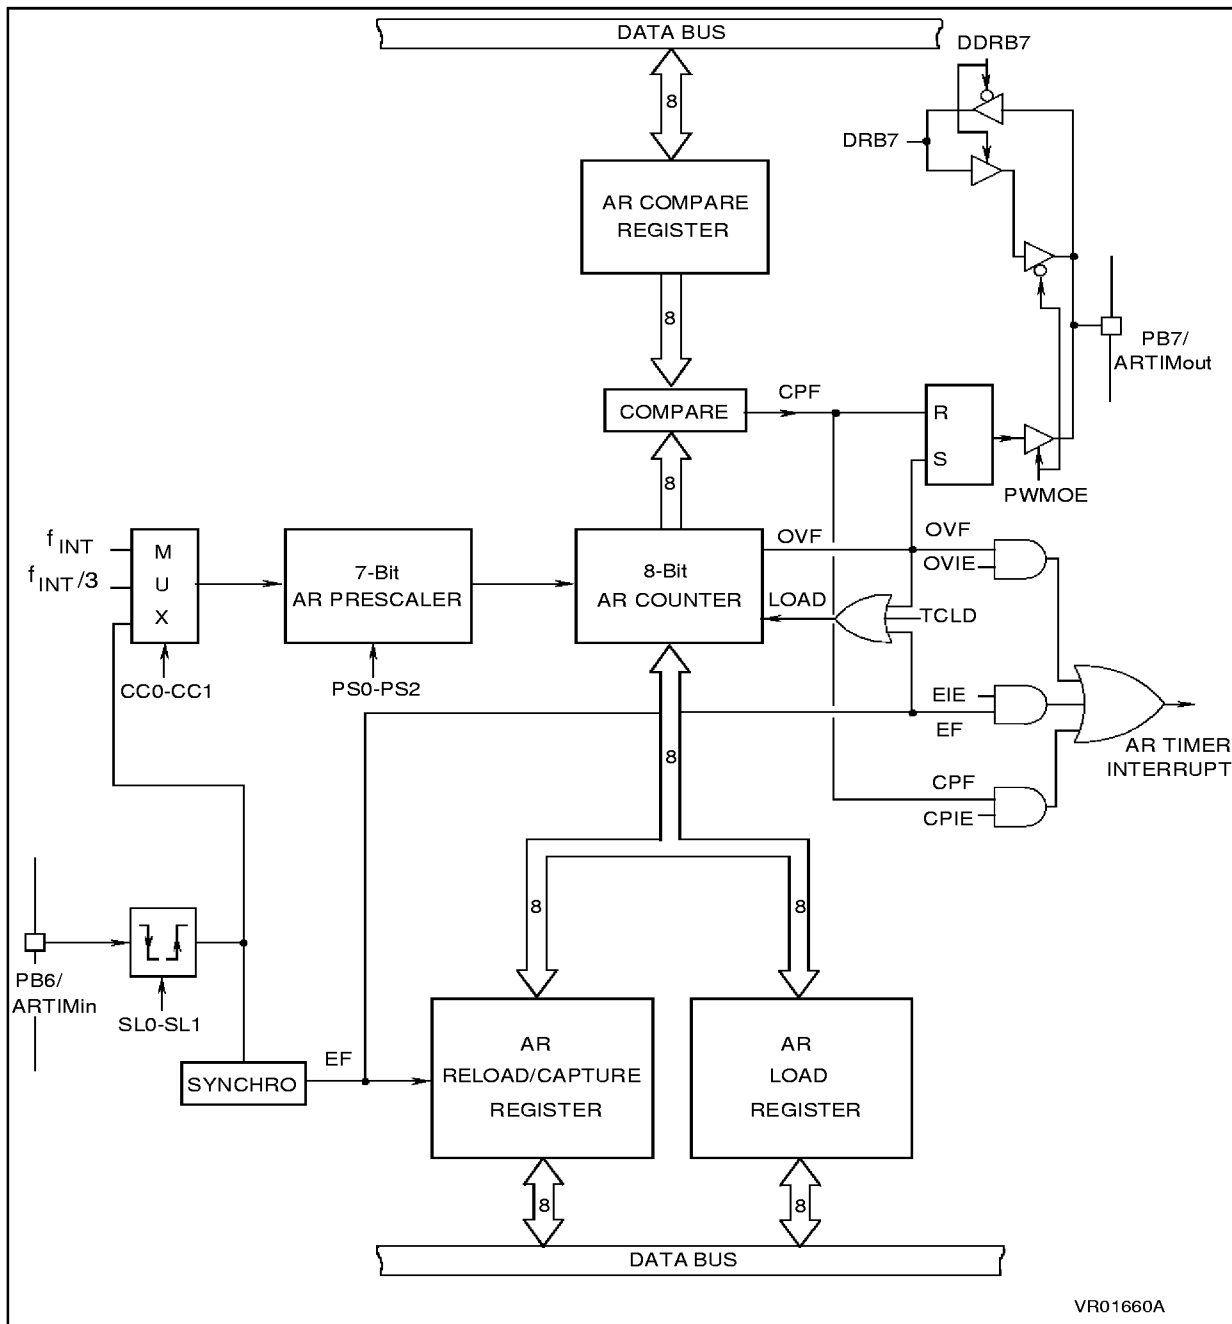 DATA BUS
DDRB7
8
DRB7
AR COMPARE
REGISTER
8
PB7/
ARTIMout
COMPARE
CPF
R
S
8
PWMOE
f INT
f INT /3
M
U
X
7-Bit
AR PRESCALER
8-Bit
AR COUNTER
OVF
OVF
OVIE
LOAD
TCLD
CC0-CC1
PS0-PS2
EIE
EF
8
AR TIMER
INTERRUPT
CPF
CPIE
8
8
PB6/
ARTIMin
SL0-SL1
SYNCHRO
EF
AR
RELOAD/CAPTURE
REGISTER
AR
LOAD
REGISTER
8
8
DATA BUS
VR01660A